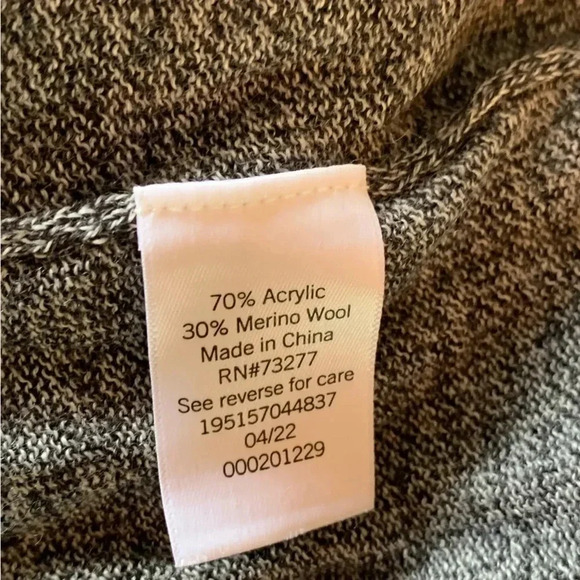 70% Acrylic
30% Merino Wool
Made in China
RN#73277
See reverse for care
195157044837
04/22
000201229